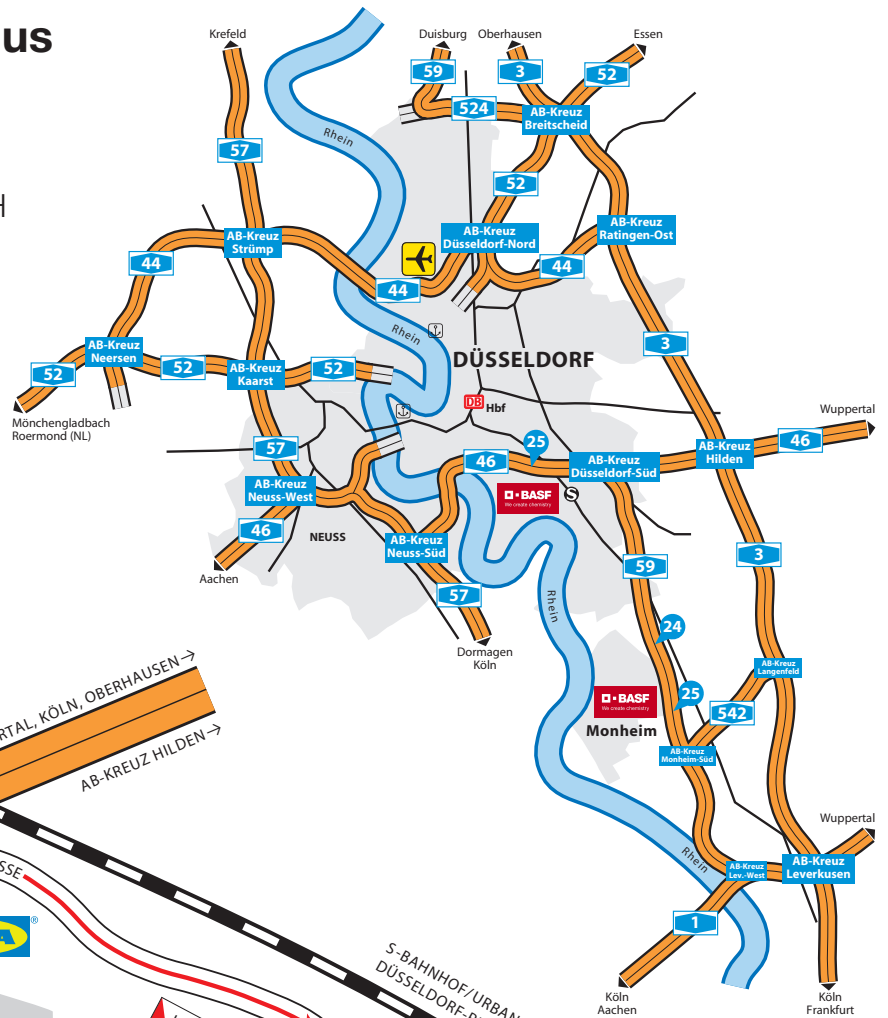 us
H
Krefeld
Duisburg
Oberhausen
Essen
59
3
52
524
AB-Kreuz
Breitscheid
Rhein
57
52
AB-Kreuz
Strümp
AB-Kreuz
Düsseldorf-Nord
AB-Kreuz
Ratingen-Ost
44
44
44
Rhein
3
AB-Kreuz
Neersen
DÜSSELDORF
52
52
AB-Kreuz
Kaarst
52
DB Hbf
Mönchengladbach
Roermond (NL)
Wuppertal
57
25
46
46
AB-Kreuz
Düsseldorf-Süd
AB-Kreuz
Hilden
AB-Kreuz
Neuss-West
BASF
We create chemistry
S
46
NEUSS
AB-Kreuz
Neuss-Süd
3
Aachen
57
59
Rhein
24
Dormagen
Köln
AB-Kreuz
Langenfeld
25
BASF
We create chemistry
542
Monheim
AB-Kreuz
Monheim-Süd
RTAL, KÖLN, OBERHAUSEN→
AB-KREUZ HILDEN→
Wuppertal
Rhein
AB-Kreuz
Lev.-West
AB-Kreuz
Leverkusen
SSE
A®
1
S-BAHNHOF/URBAN
Köln
Aachen
Köln
Frankfurt